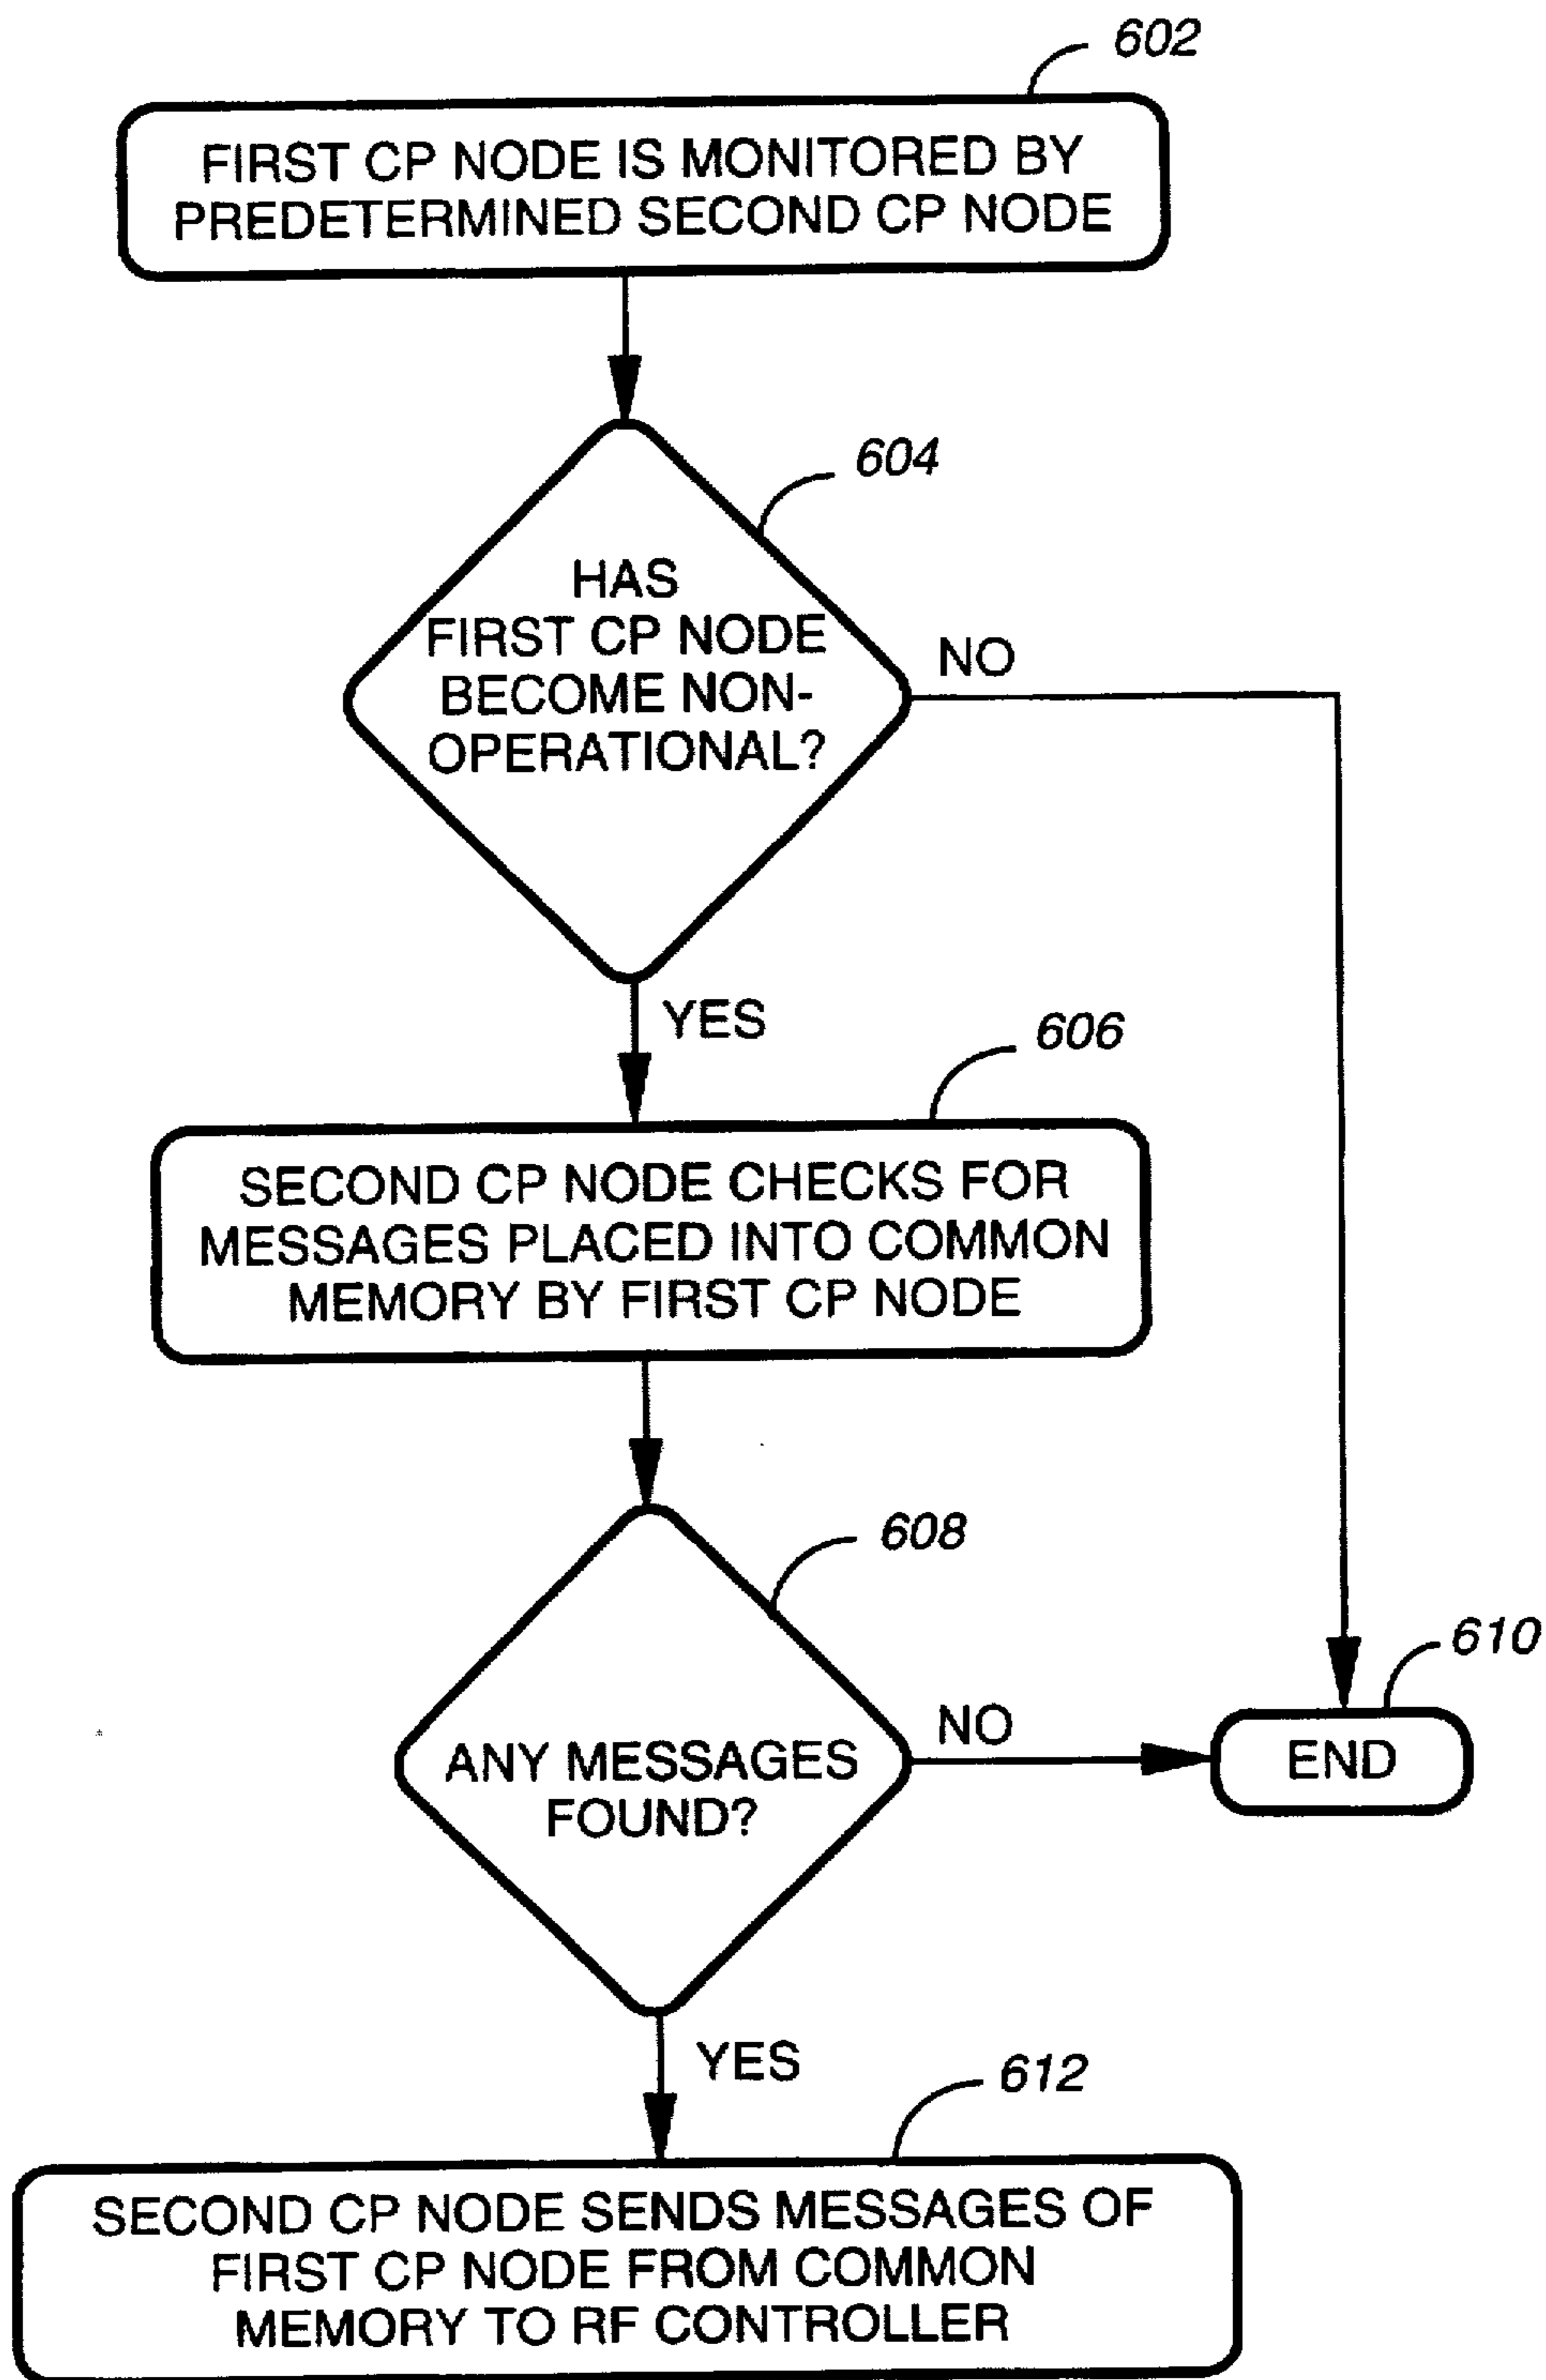 602
FIRST CP NODE IS MONITORED BY
PREDETERMINED SECOND CP NODE
604
HAS
FIRST CP NODE
BECOME NON-
OPERATIONAL?
NO
YES
606
SECOND CP NODE CHECKS FOR
MESSAGES PLACED INTO COMMON
MEMORY BY FIRST CP NODE
608
ANY MESSAGES
FOUND?
NO
610
END
YES
612
SECOND CP NODE SENDS MESSAGES OF
FIRST CP NODE FROM COMMON
MEMORY TO RF CONTROLLER